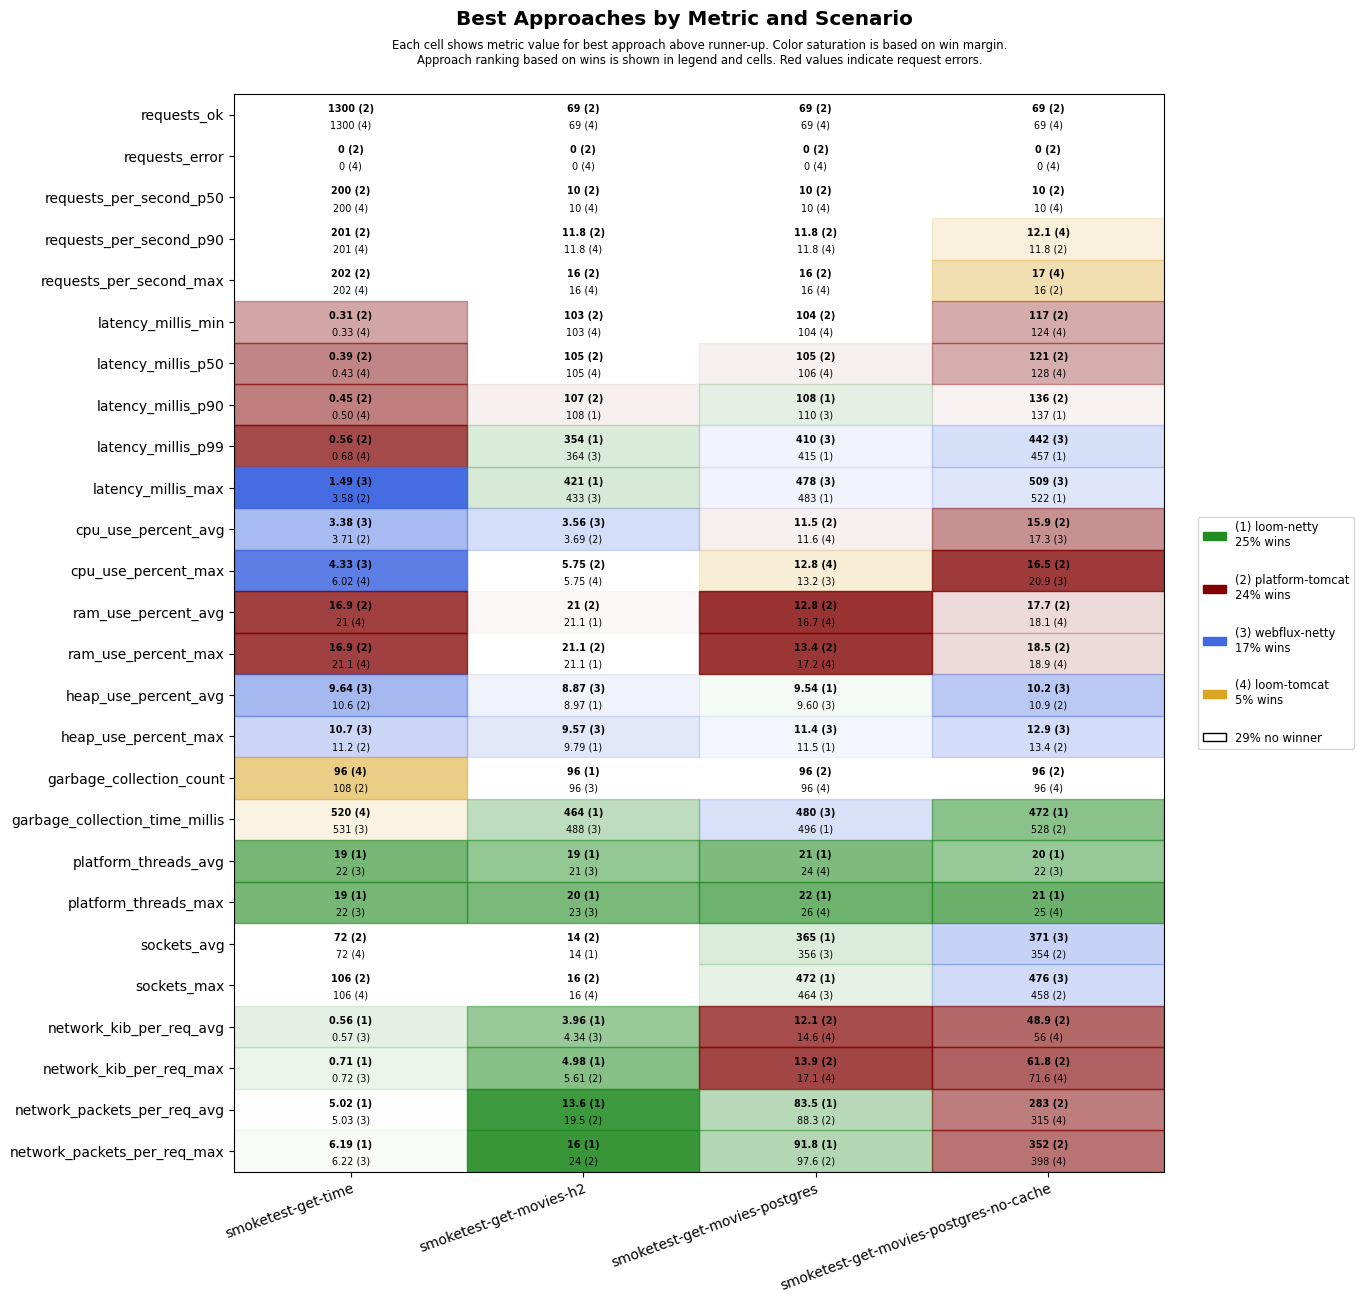 Best Approaches by Metric and Scenario
Each cell shows metric value for best approach above runner-up. Color saturation is based on win margin.
Approach ranking based on wins is shown in legend and cells. Red values indicate request errors.
requests_ok
1300 (2) 69 (2) 69 (2) 69 (2)
1300 (4) 69 (4) 69 (4) 69 (4)
requests_error
0 (2) 0 (2) 0 (2) 0 (2)
0 (4) 0 (4) 0 (4) 0 (4)
requests_per_second_p50
200 (2) 10 (2) 10 (2) 10 (2)
200 (4) 10 (4) 10 (4) 10 (4)
requests_per_second_p90
201 (2) 11.8 (2) 11.8 (2) 12.1 (4)
201 (4) 11.8 (4) 11.8 (4) 11.8 (2)
requests_per_second_max
202 (2) 16 (2) 16 (2) 17 (4)
202 (4) 16 (4) 16 (4) 16 (2)
latency_millis_min
0.31 (2) 103 (2) 104 (2) 117 (2)
0.33 (4) 103 (4) 104 (4) 124 (4)
latency_millis_p50
0.39 (2) 105 (2) 105 (2) 121 (2)
0.43 (4) 105 (4) 106 (4) 128 (4)
latency_millis_p90
0.45 (2) 107 (2) 108 (1) 136 (2)
0.50 (4) 108 (1) 110 (3) 137 (1)
latency_millis_p99
0.56 (2) 354 (1) 410 (3) 442 (3)
0.68 (4) 364 (3) 415 (1) 457 (1)
latency_millis_max
1.49 (3) 421 (1) 478 (3) 509 (3)
3.58 (2) 433 (3) 483 (1) 522 (1)
cpu_use_percent_avg
3.38 (3) 3.56 (3) 11.5 (2) 15.9 (2)
3.71 (2) 3.69 (2) 11.6 (4) 17.3 (3)
cpu_use_percent_max
4.33 (3) 5.75 (2) 12.8 (4) 16.5 (2)
6.02 (4) 5.75 (4) 13.2 (3) 20.9 (3)
ram_use_percent_avg
16.9 (2) 21 (2) 12.8 (2) 17.7 (2)
21 (4) 21.1 (1) 16.7 (4) 18.1 (4)
ram_use_percent_max
16.9 (2) 21.1 (2) 13.4 (2) 18.5 (2)
21.1 (4) 21.1 (1) 17.2 (4) 18.9 (4)
heap_use_percent_avg
9.64 (3) 8.87 (3) 9.54 (1) 10.2 (3)
10.6 (2) 8.97 (1) 9.60 (3) 10.9 (2)
heap_use_percent_max
10.7 (3) 9.57 (3) 11.4 (3) 12.9 (3)
11.2 (2) 9.79 (1) 11.5 (1) 13.4 (2)
garbage_collection_count
96 (4) 96 (1) 96 (2) 96 (2)
108 (2) 96 (3) 96 (4) 96 (4)
garbage_collection_time_millis
520 (4) 464 (1) 480 (3) 472 (1)
531 (3) 488 (3) 496 (1) 528 (2)
platform_threads_avg
19 (1) 19 (1) 21 (1) 20 (1)
22 (3) 21 (3) 24 (4) 22 (3)
platform_threads_max
19 (1) 20 (1) 22 (1) 21 (1)
22 (3) 23 (3) 26 (4) 25 (4)
sockets_avg
72 (2) 14 (2) 365 (1) 371 (3)
72 (4) 14 (1) 356 (3) 354 (2)
sockets_max
106 (2) 16 (2) 472 (1) 476 (3)
106 (4) 16 (4) 464 (3) 458 (2)
network_kib_per_req_avg
0.56 (1) 3.96 (1) 12.1 (2) 48.9 (2)
0.57 (3) 4.34 (3) 14.6 (4) 56 (4)
network_kib_per_req_max
0.71 (1) 4.98 (1) 13.9 (2) 61.8 (2)
0.72 (3) 5.61 (2) 17.1 (4) 71.6 (4)
network_packets_per_req_avg
5.02 (1) 13.6 (1) 83.5 (1) 283 (2)
5.03 (3) 19.5 (2) 88.3 (2) 315 (4)
network_packets_per_req_max
6.19 (1) 16 (1) 91.8 (1) 352 (2)
6.22 (3) 24 (2) 97.6 (2) 398 (4)
smoketest-get-time
smoketest-get-movies-h2
smoketest-get-movies-postgres
smoketest-get-movies-postgres-no-cache
(1) loom-netty
25% wins
(2) platform-tomcat
24% wins
(3) webflux-netty
17% wins
(4) loom-tomcat
5% wins
29% no winner